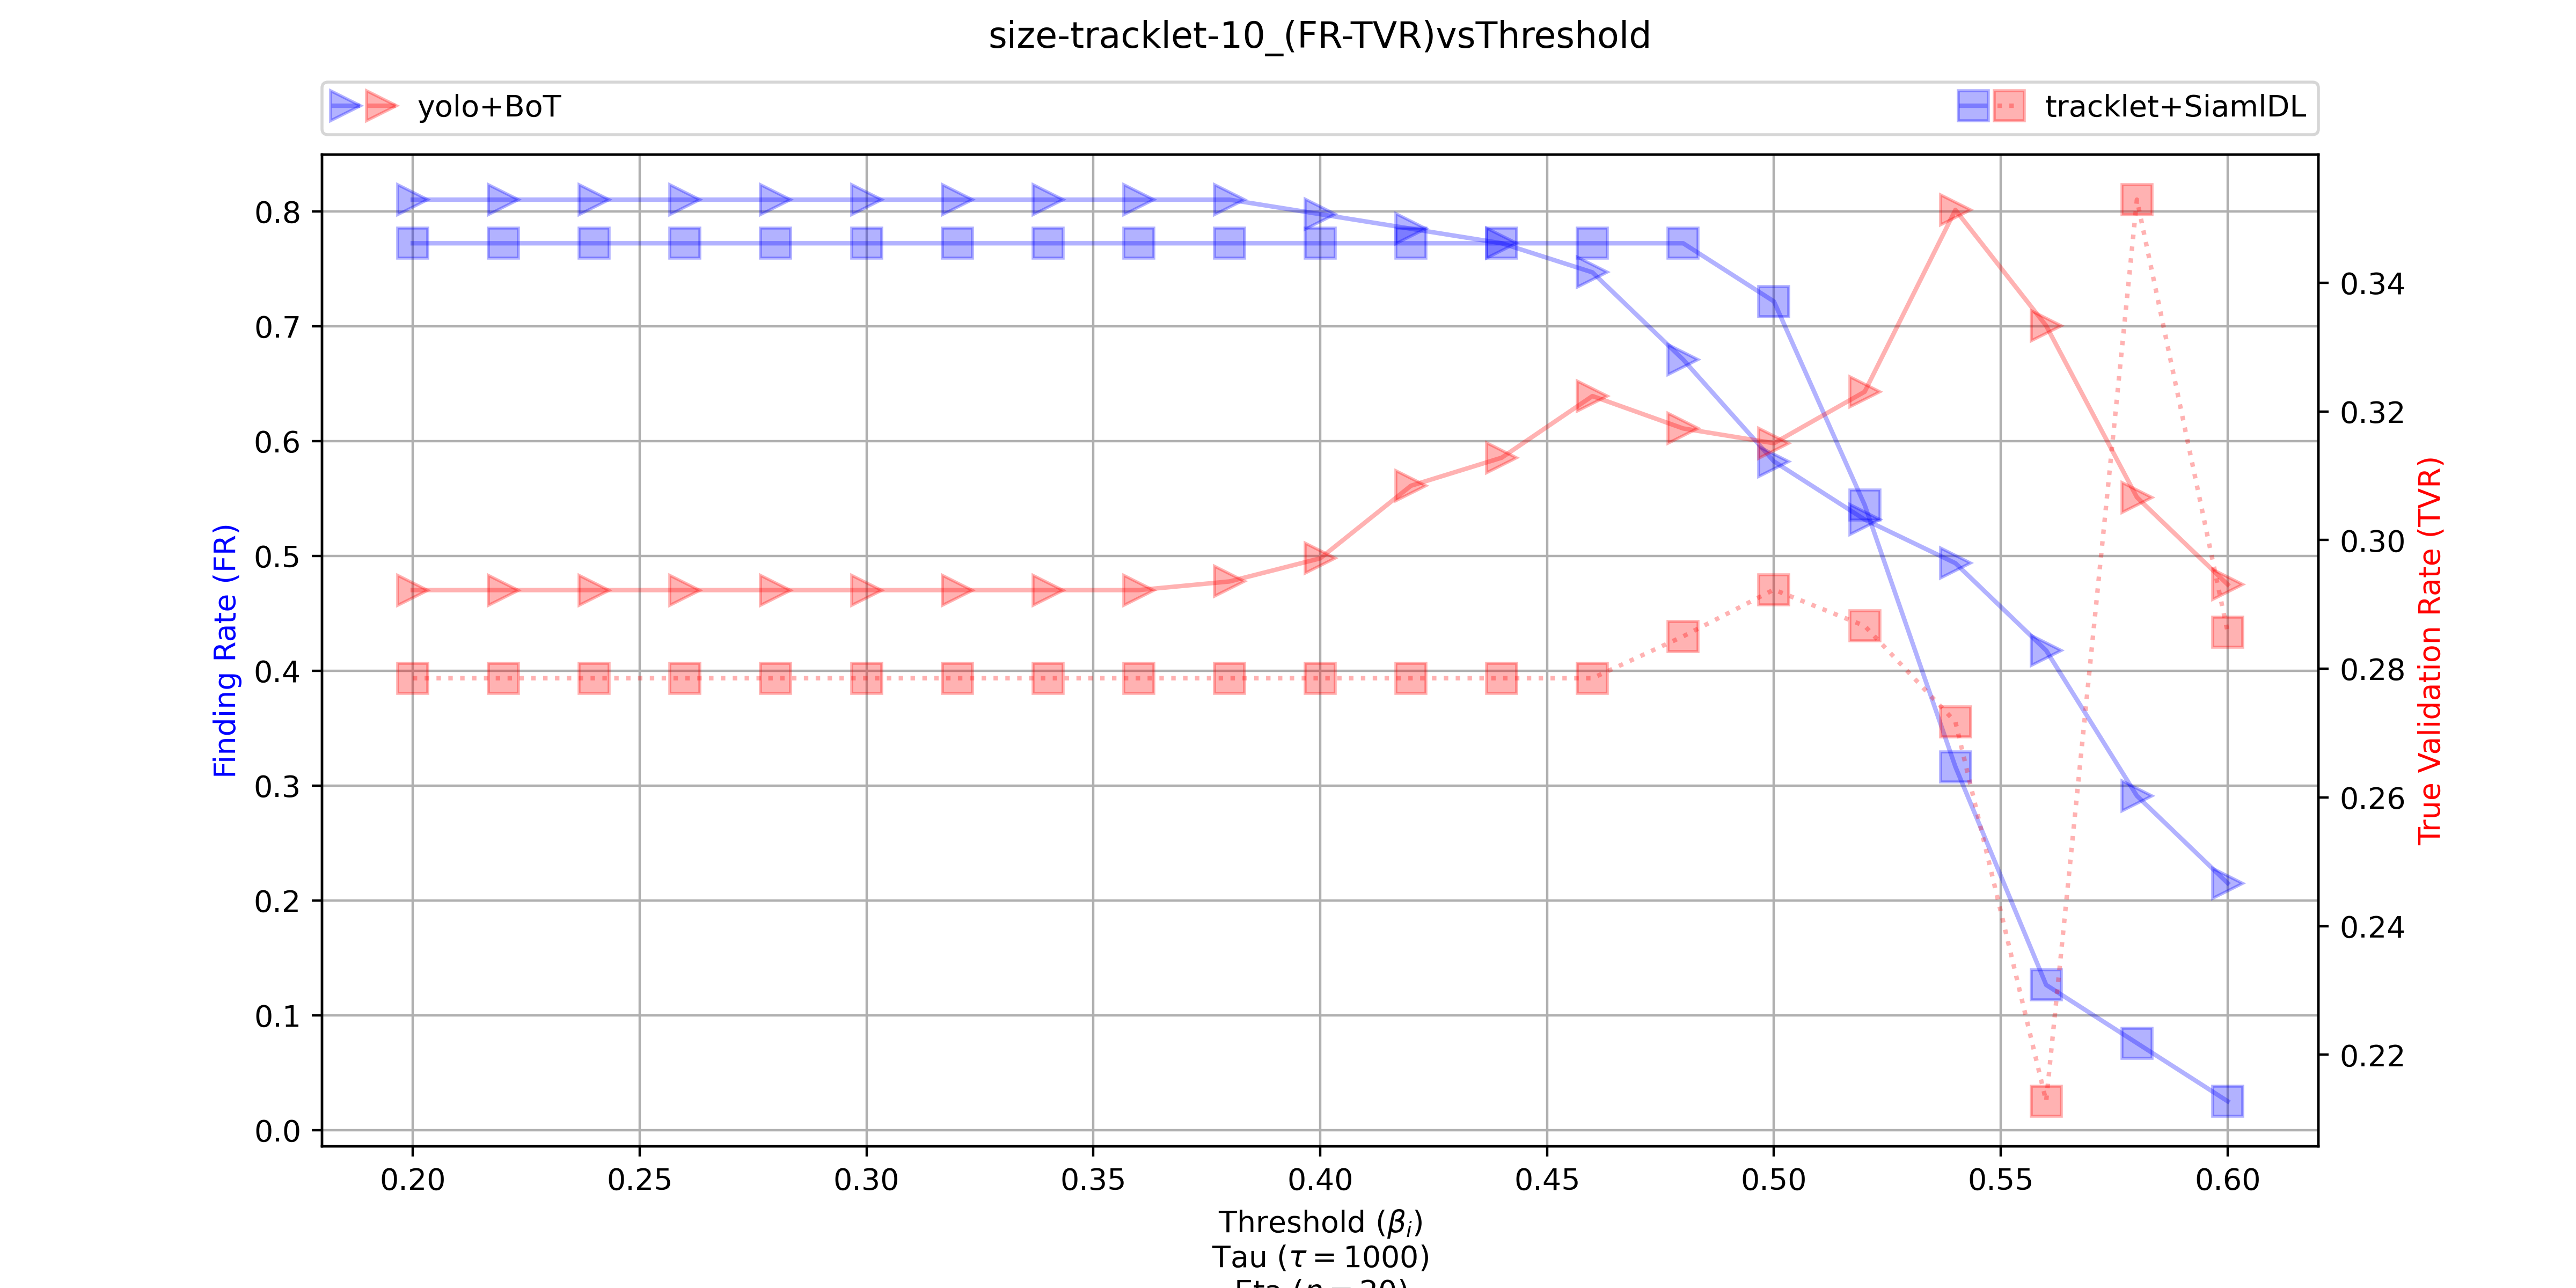 size-tracklet-10_(FR-TVR)vsThreshold
yolo+BoT
tracklet+SiamIDL
0.8
0.7
0.6
0.5
0.4
0.3
0.2
0.1
0.0
Finding Rate (FR)
0.34
0.32
0.30
0.28
0.26
0.24
0.22
True Validation Rate (TVR)
0.20 0.25 0.30 0.35 0.40 0.45 0.50 0.55 0.60
Threshold (βi)
Tau (τ = 1000)